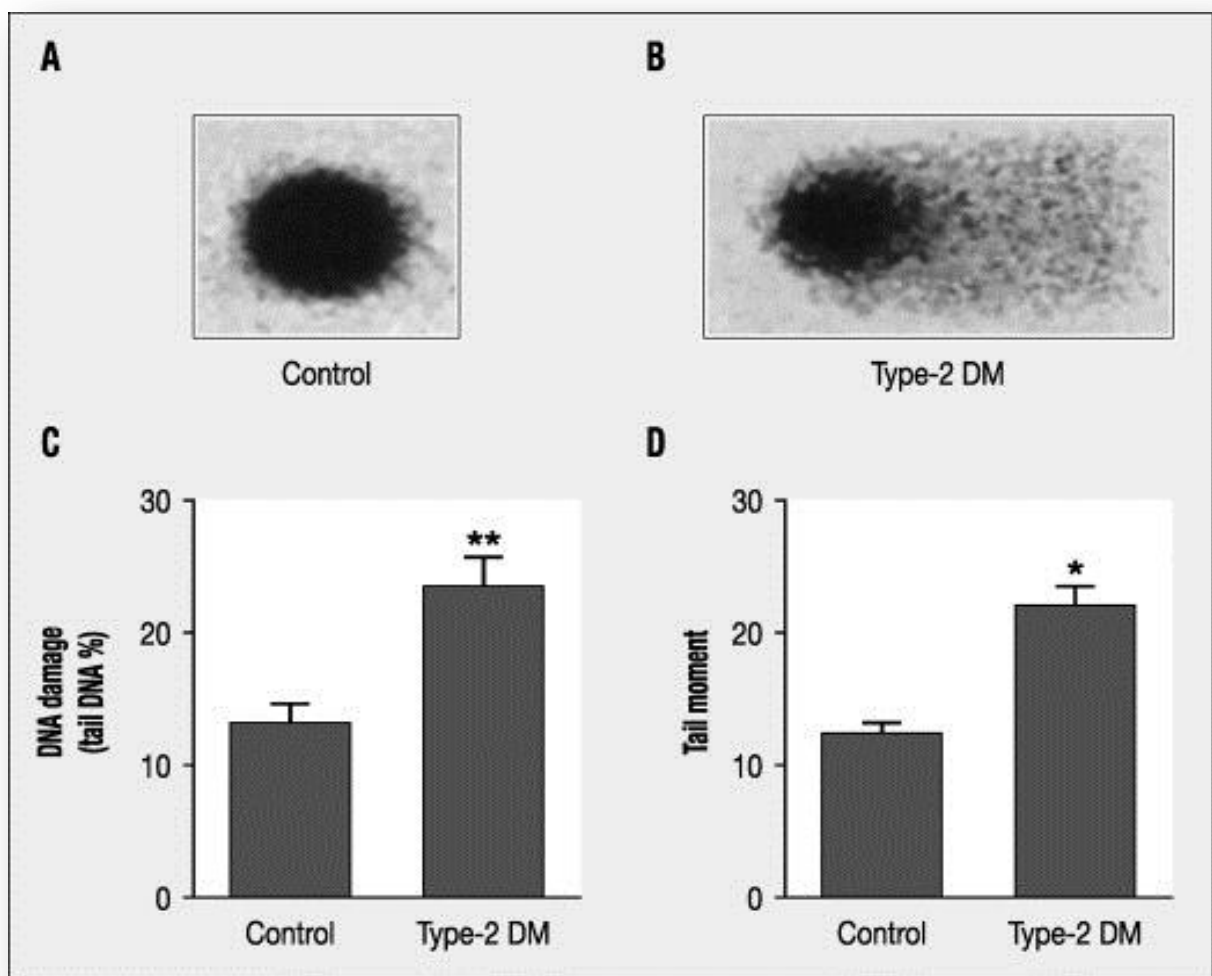 A
B
Control
Type-2 DM
C
D
30
20
10
0
DNA damage
(tail DNA %)
**
Control
Type-2 DM
30
20
10
0
Tail moment
*
Control
Type-2 DM